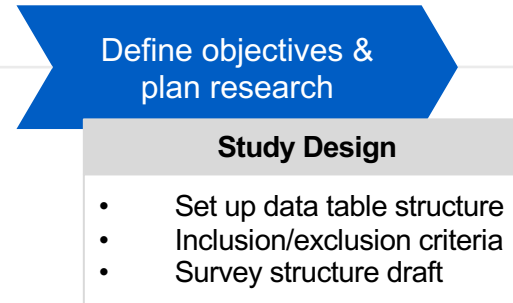 Define objectives &
plan research
Study Design
• Set up data table structure
• Inclusion/exclusion criteria
• Survey structure draft